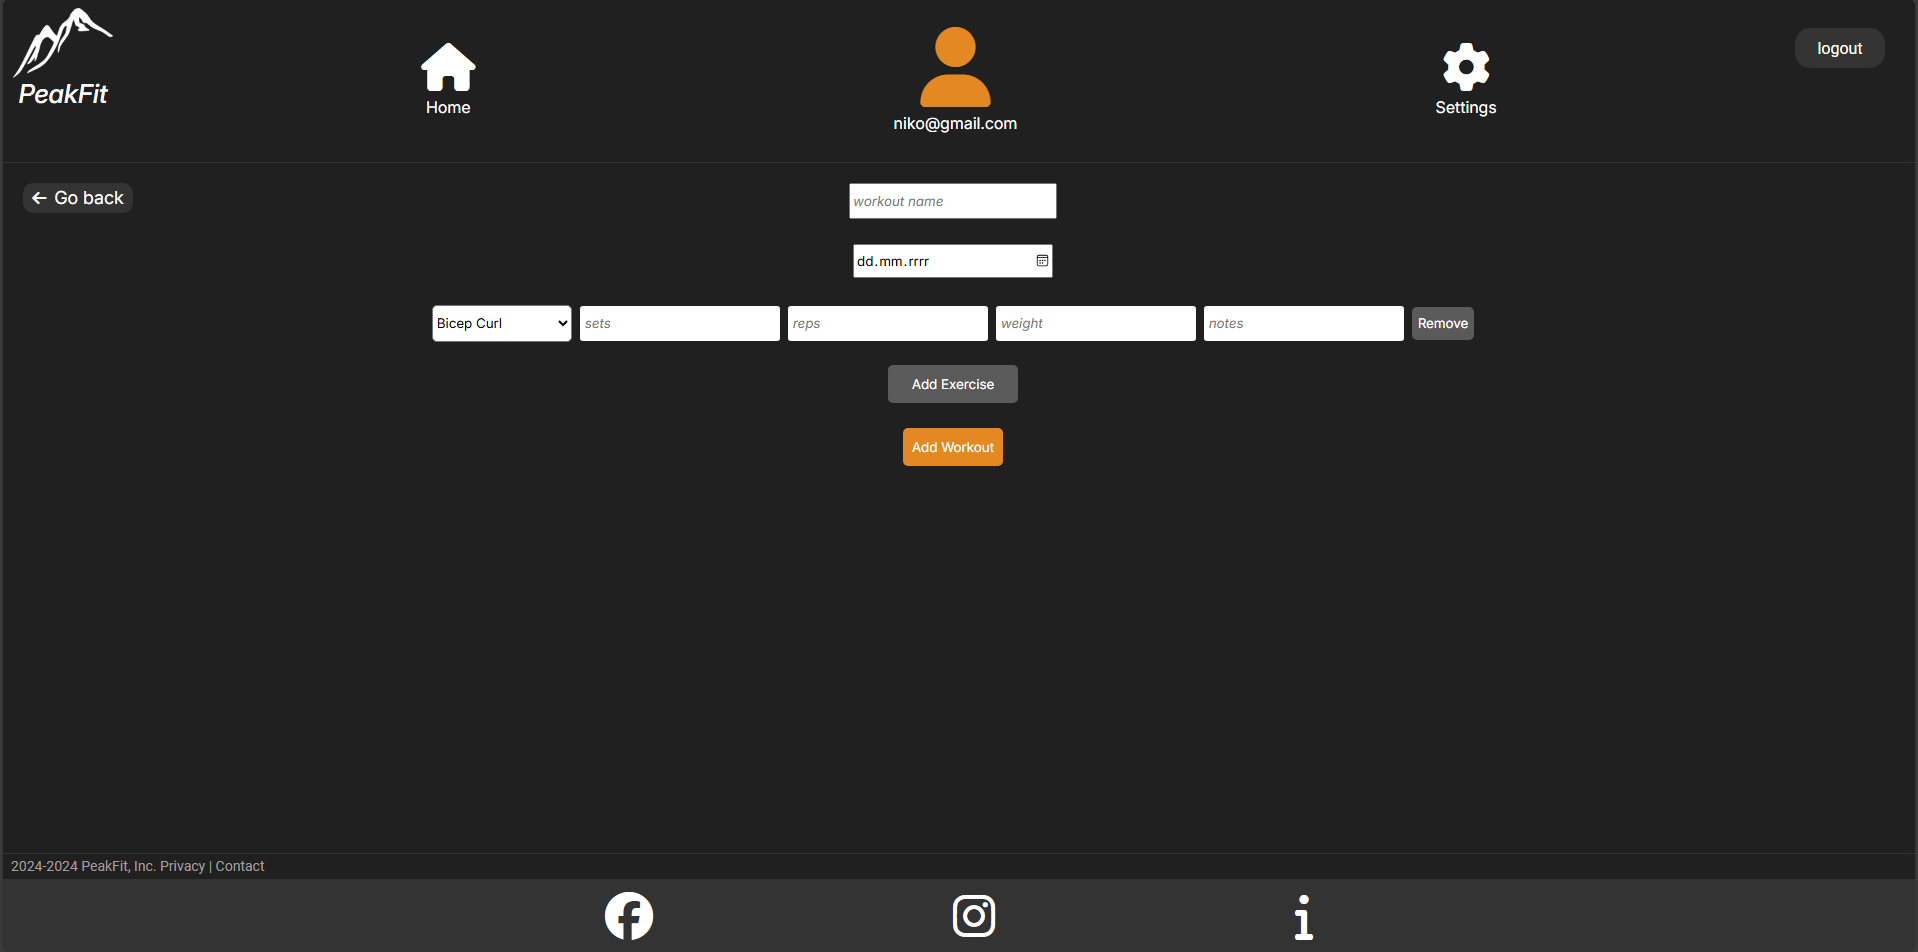 PeakFit
Home
niko@gmail.com
Settings
logout
Go back
workout name
dd.mm.rrrr
Bicep Curl sets reps weight notes Remove
Add Exercise
Add Workout
2024-2024 PeakFit, Inc. Privacy | Contact